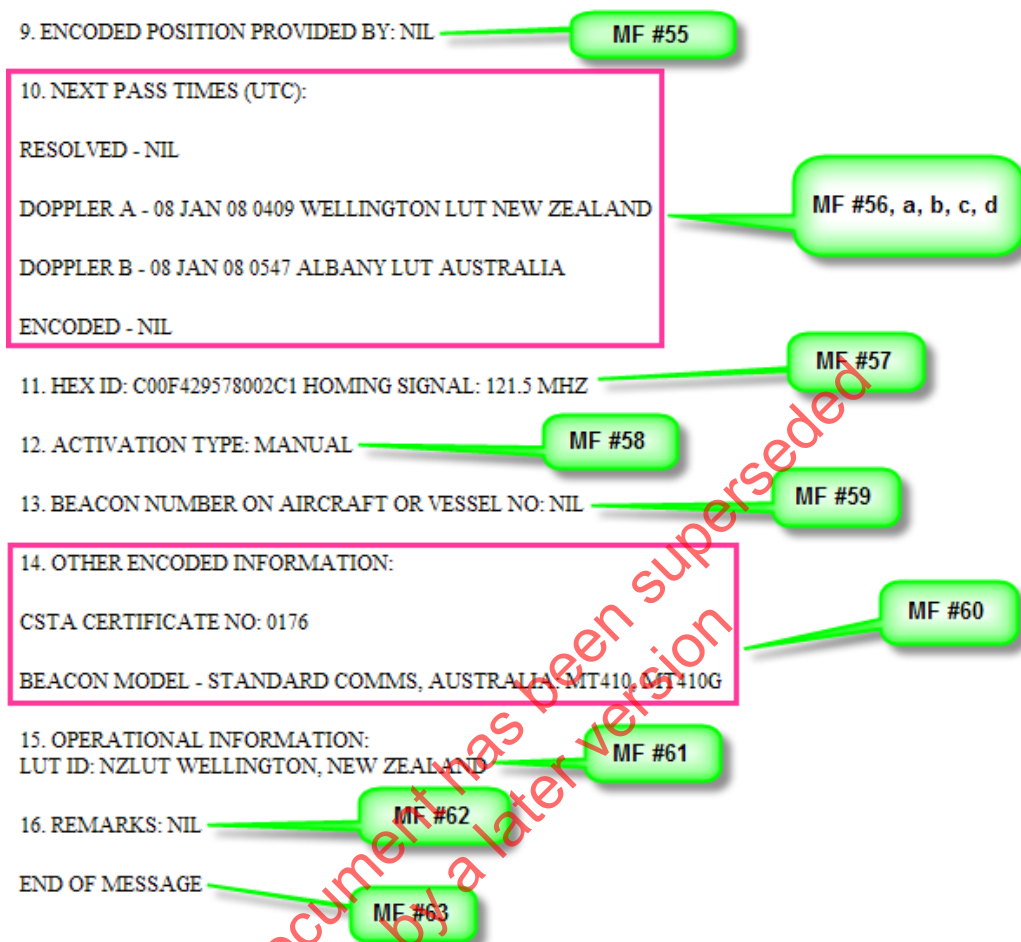 9. ENCODED POSITION PROVIDED BY: NIL
MF #55
10. NEXT PASS TIMES (UTC):
RESOLVED - NIL
DOPPLER A - 08 JAN 08 0409 WELLINGTON LUT NEW ZEALAND
MF #56, a, b, c, d
DOPPLER B - 08 JAN 08 0547 ALBANY LUT AUSTRALIA
ENCODED - NIL
11. HEX ID: C00F429578002C1 HOMING SIGNAL: 121.5 MHZ
MF #57
12. ACTIVATION TYPE: MANUAL
MF #58
13. BEACON NUMBER ON AIRCRAFT OR VESSEL NO: NIL
MF #59
14. OTHER ENCODED INFORMATION:
CSTA CERTIFICATE NO: 0176
MF #60
BEACON MODEL - STANDARD COMMS, AUSTRALIA: MT410, MT410G
15. OPERATIONAL INFORMATION:
LUT ID: NZLUT WELLINGTON, NEW ZEALAND
MF #61
16. REMARKS: NIL
MF #62
END OF MESSAGE
MF #63
ocument has been superseded
by a later version